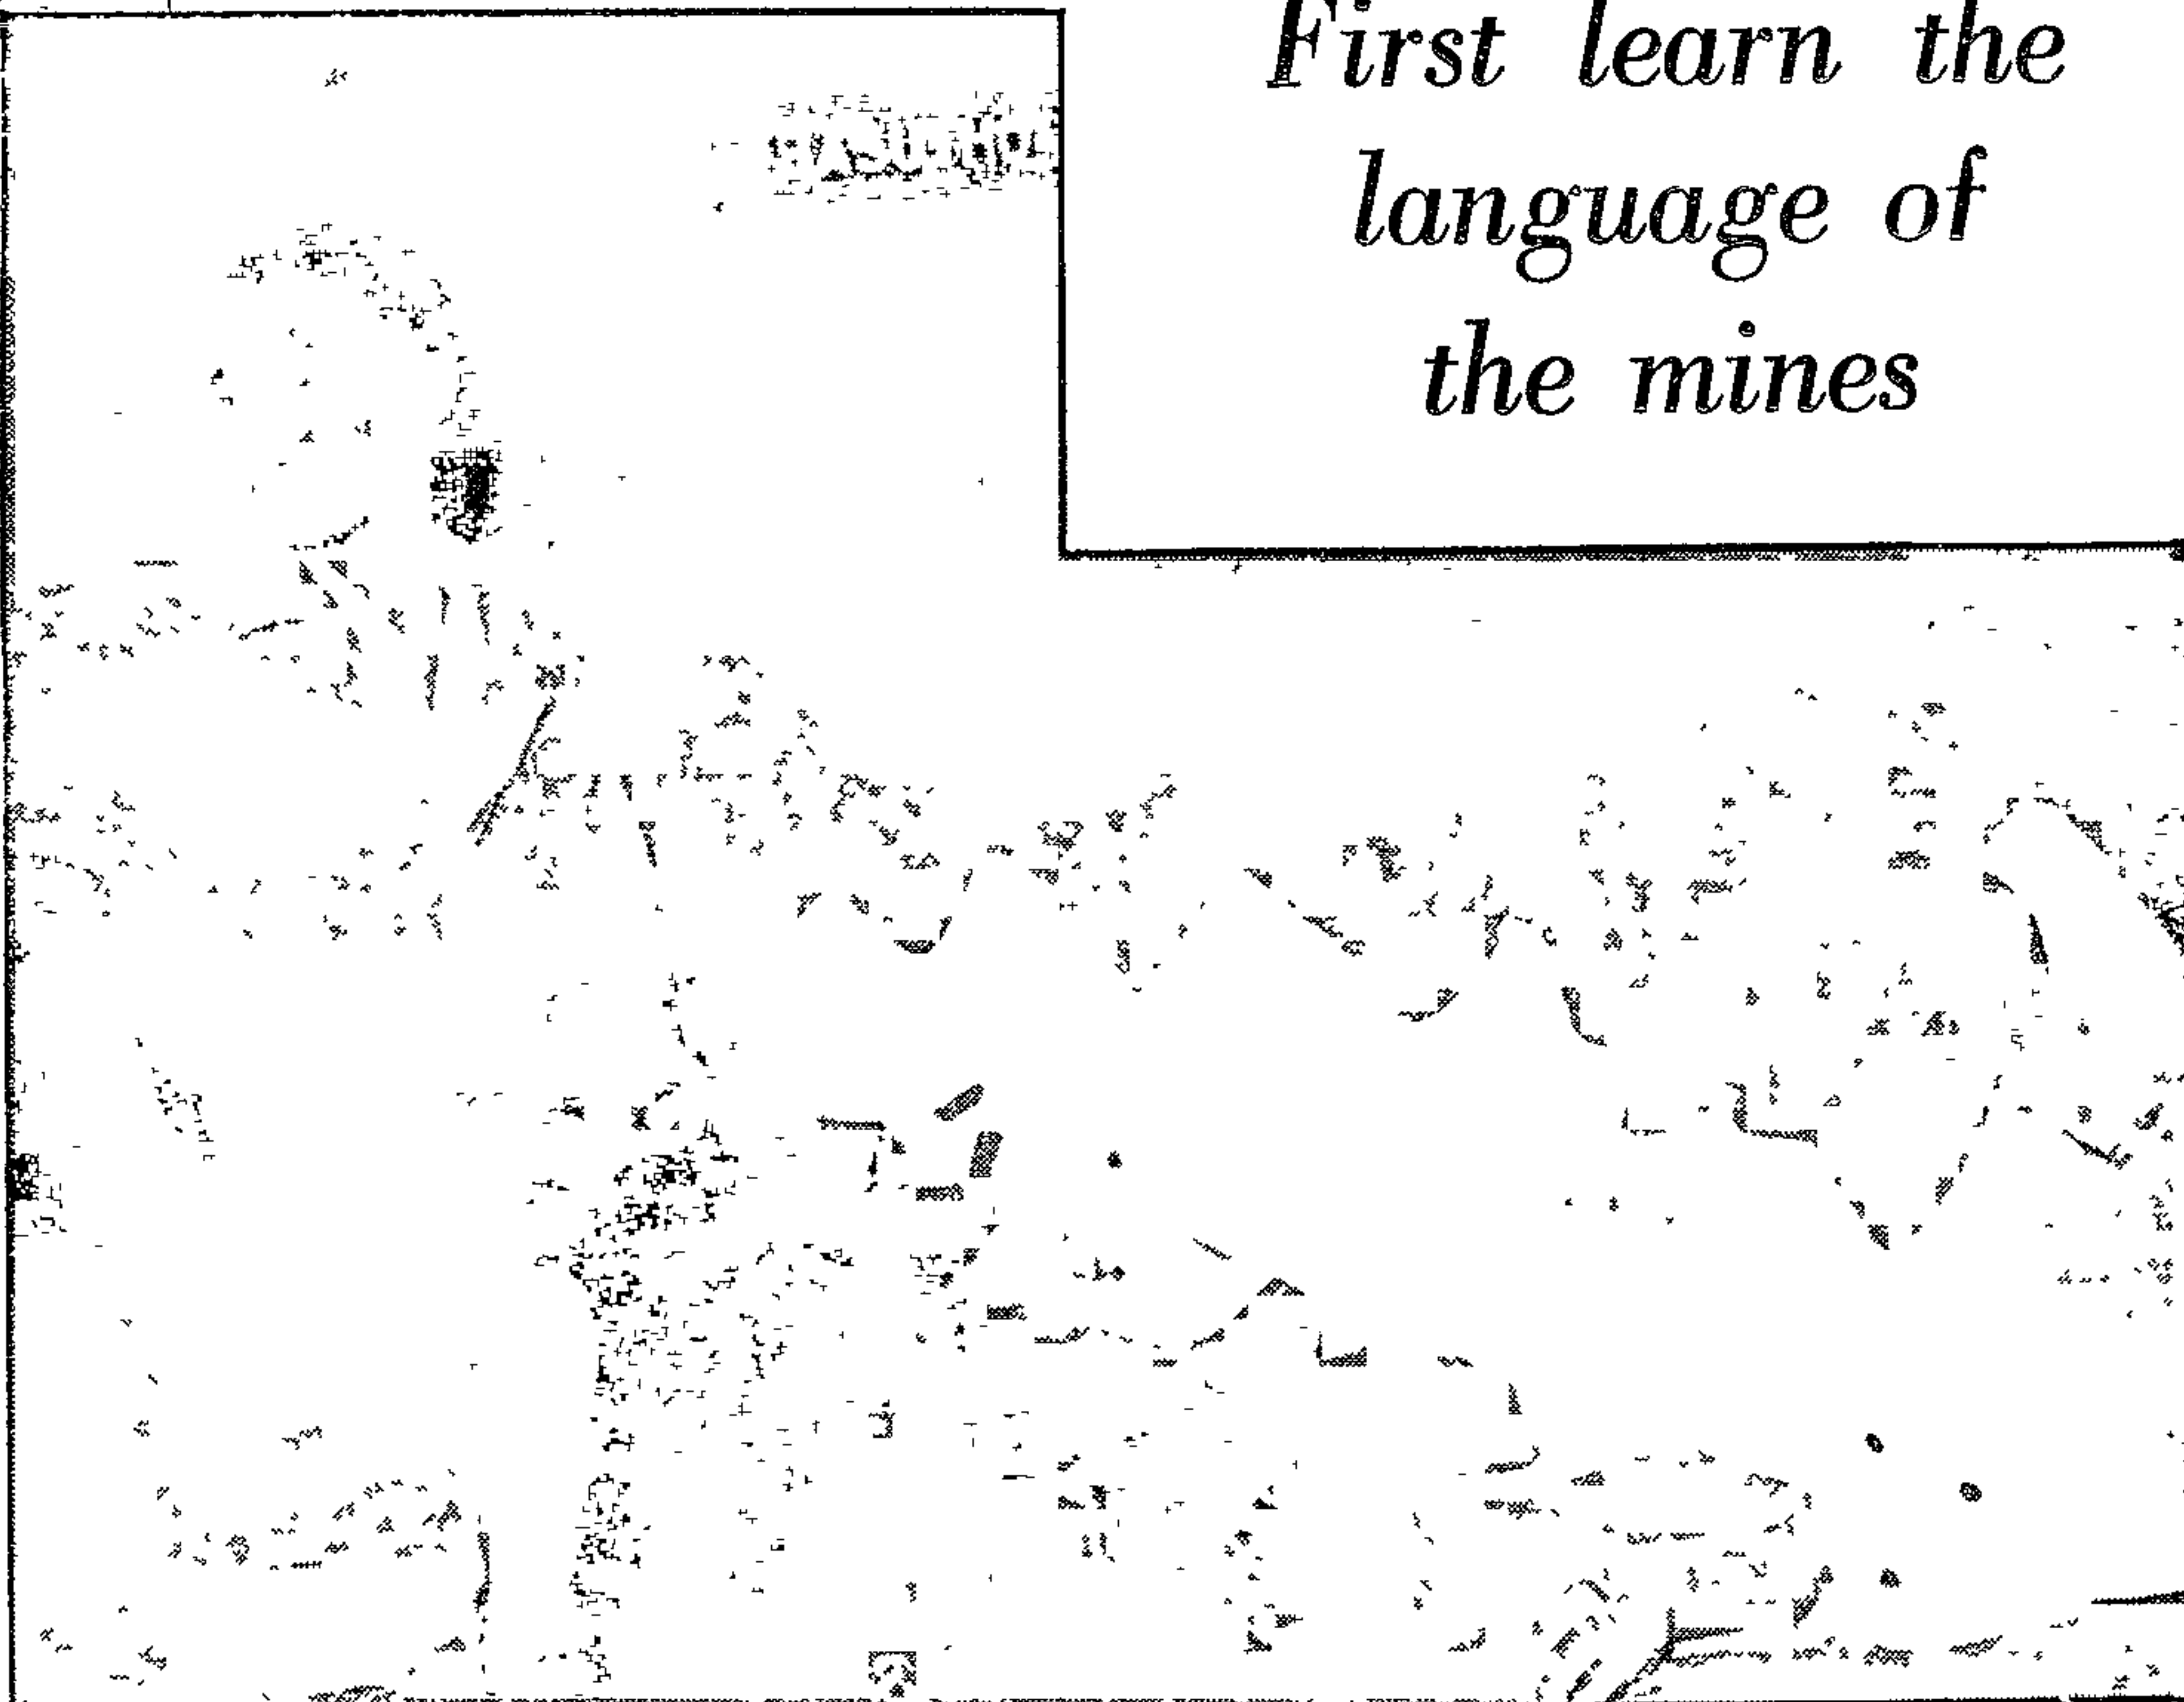 First learn the
language of
the mines